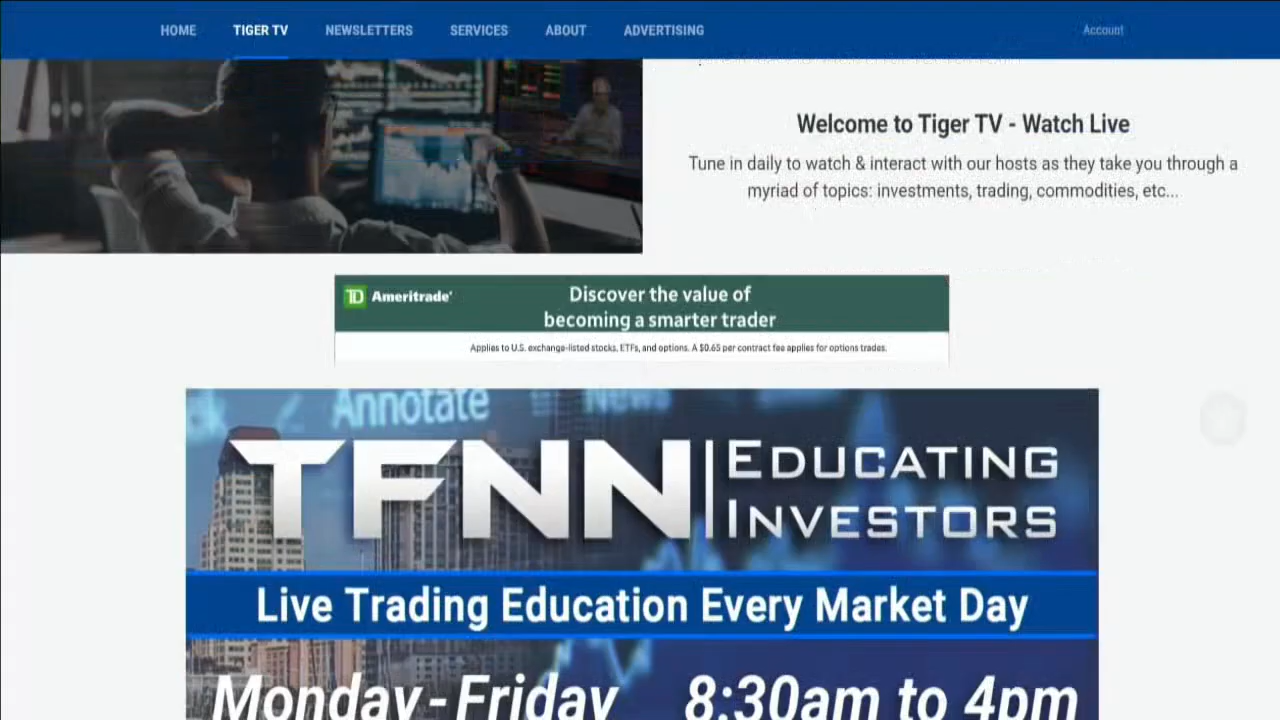 HOME TIGER TV NEWSLETTERS SERVICES ABOUT ADVERTISING Account
Welcome to Tiger TV - Watch Live
Tune in daily to watch & interact with our hosts as they take you through a
myriad of topics: investments, trading, commodities, etc...
TD Ameritrade
Discover the value of
becoming a smarter trader
Applies to U.S. exchange-listed stocks, ETFs, and options. A $0.65 per contract fee applies for options trades.
Annotate News
TFNN EDUCATING
INVESTORS
Live Trading Education Every Market Day
Monday - Friday 8:30am to 4pm